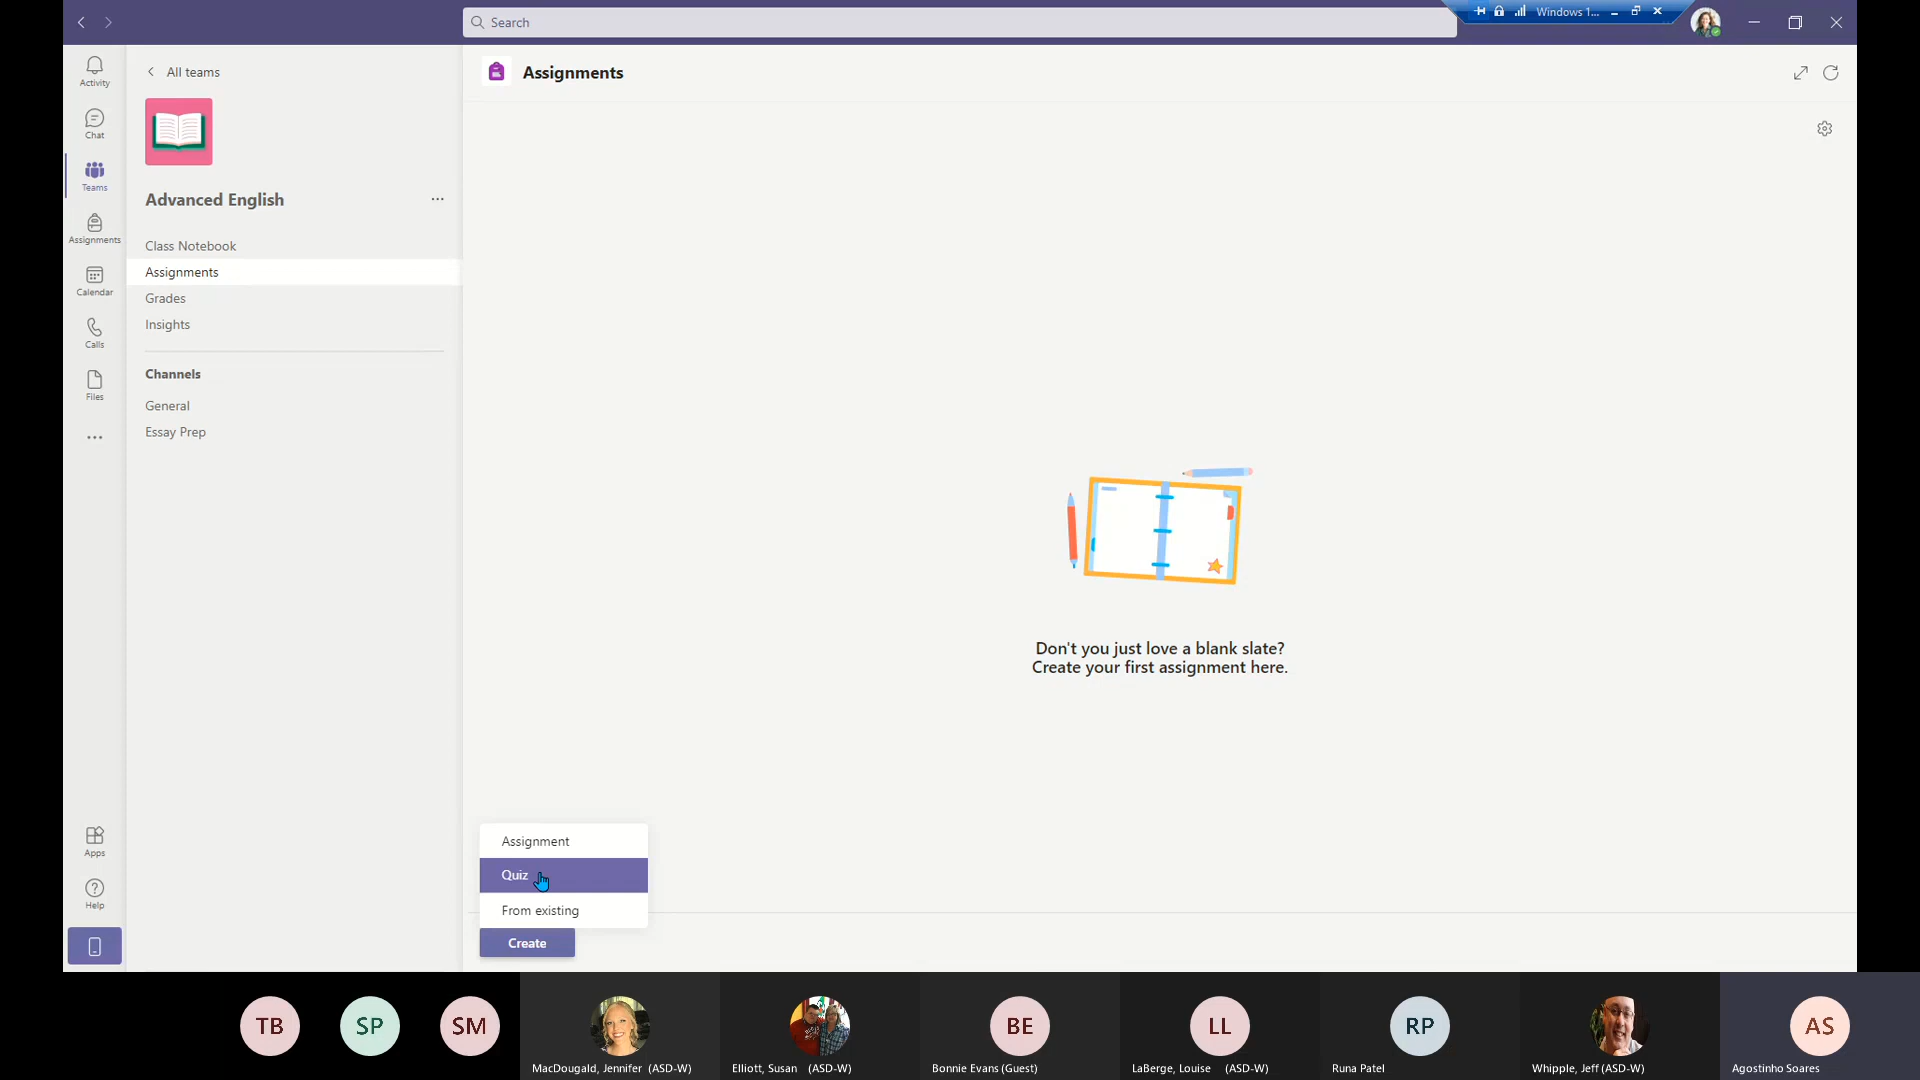 Search
Windows 1...
Activity
Chat
Teams
Assignments
Calendar
Calls
Files
Apps
Help
All teams
Advanced English
Class Notebook
Assignments
Grades
Insights
Channels
General
Essay Prep
Assignments
Don't you just love a blank slate?
Create your first assignment here.
Assignment
Quiz
From existing
Create
TB
SP
SM
MacDougald, Jennifer (ASD-W)
Elliott, Susan (ASD-W)
BE
Bonnie Evans (Guest)
LL
LaBerge, Louise (ASD-W)
RP
Runa Patel
Whipple, Jeff (ASD-W)
AS
Agostinho Soares